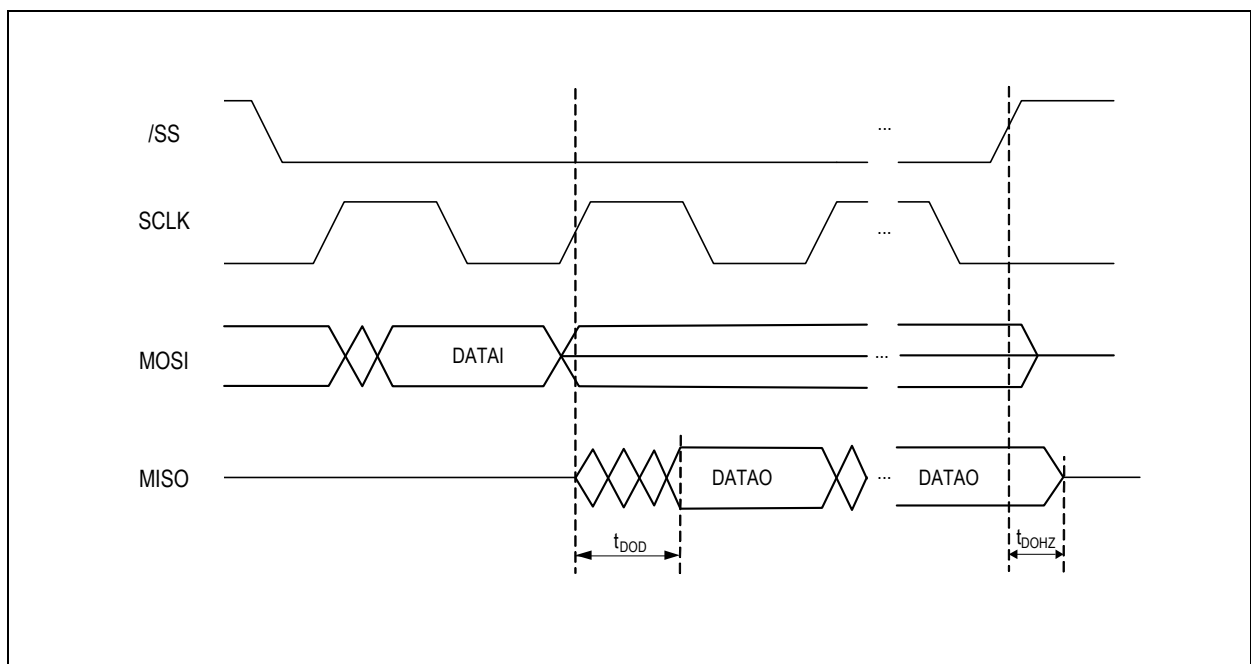 /SS
...
SCLK
...
MOSI
DATAI
...
MISO
DATAO
...
DATAO
tDOD
tDOHZ